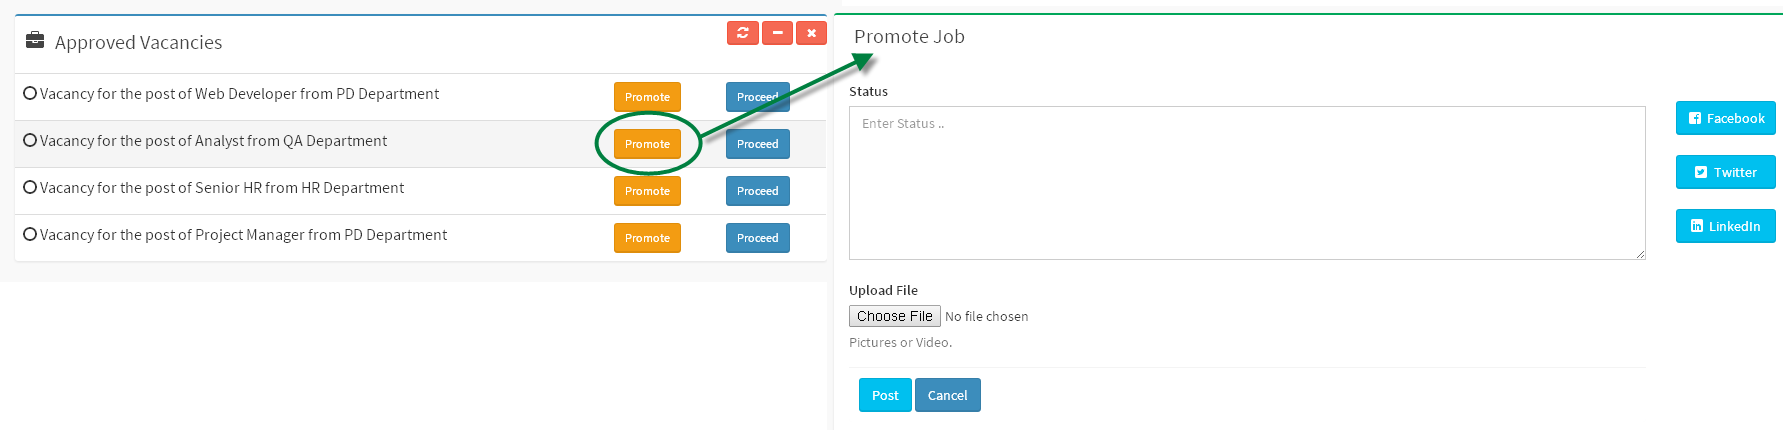 Approved Vacancies
Vacancy for the post of Web Developer from PD Department Promote Proceed
Vacancy for the post of Analyst from QA Department Promote Proceed
Vacancy for the post of Senior HR from HR Department Promote Proceed
Vacancy for the post of Project Manager from PD Department Promote Proceed
Promote Job
Status
Enter Status ..
Facebook
Twitter
LinkedIn
Upload File
Choose File No file chosen
Pictures or Video.
Post Cancel